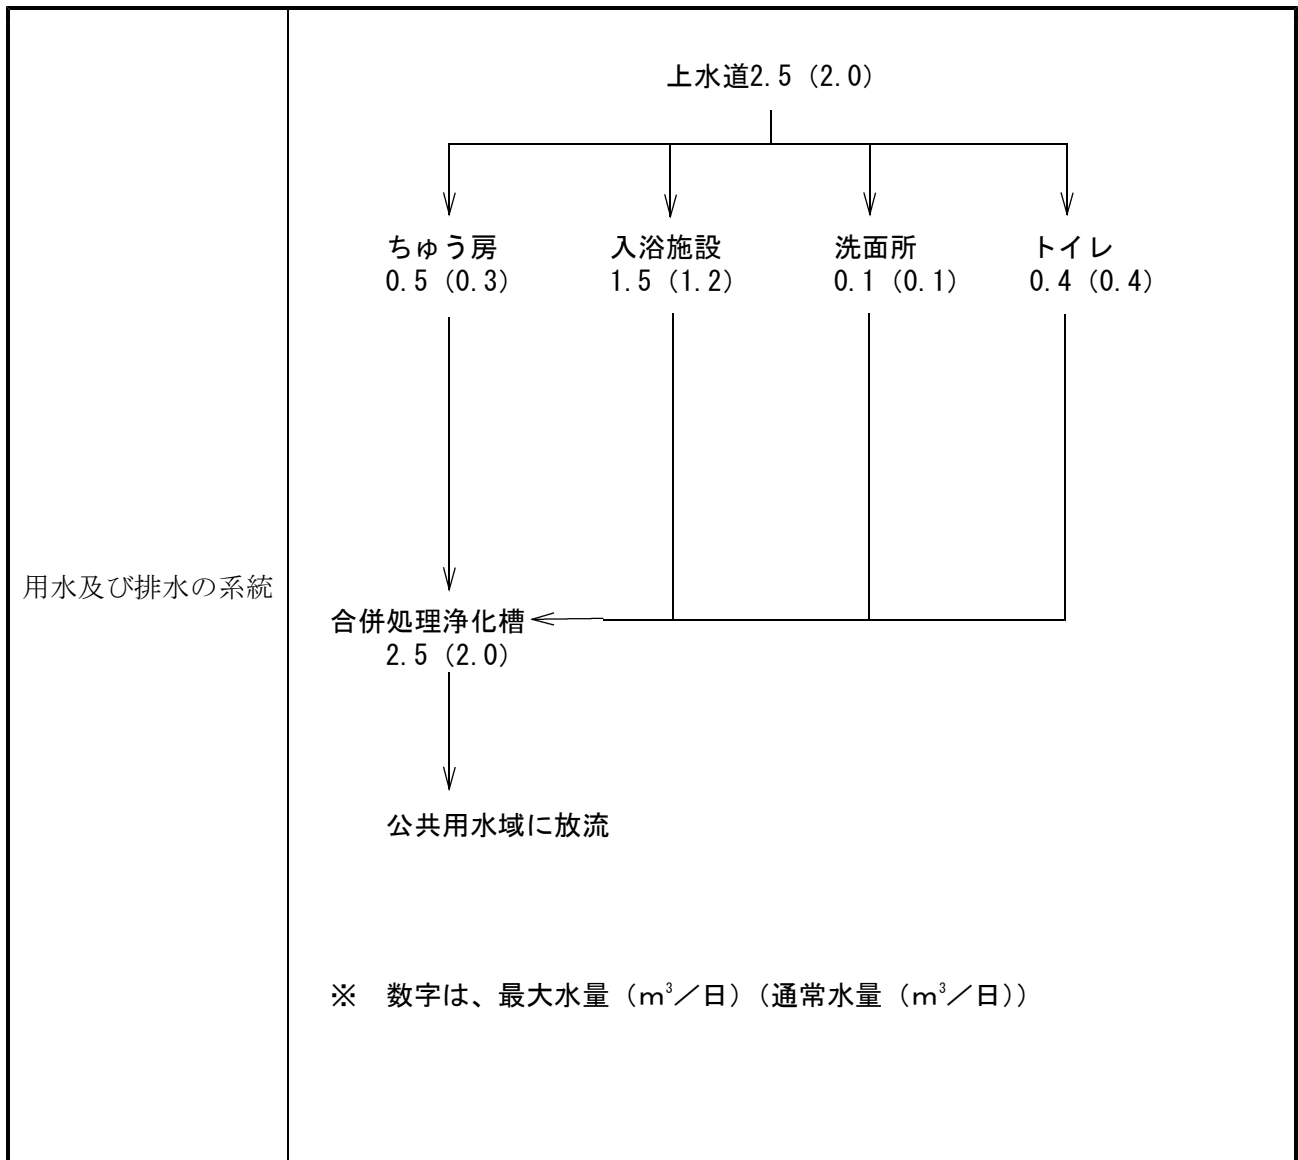 上水道2.5（2.0）
ちゅう房 入浴施設 洗面所 トイレ
0.5（0.3） 1.5（1.2） 0.1（0.1） 0.4（0.4）
用水及び排水の系統
合併処理浄化槽
2.5（2.0）
公共用水域に放流
※　数字は、最大水量（ｍ³／日）（通常水量（ｍ³／日））